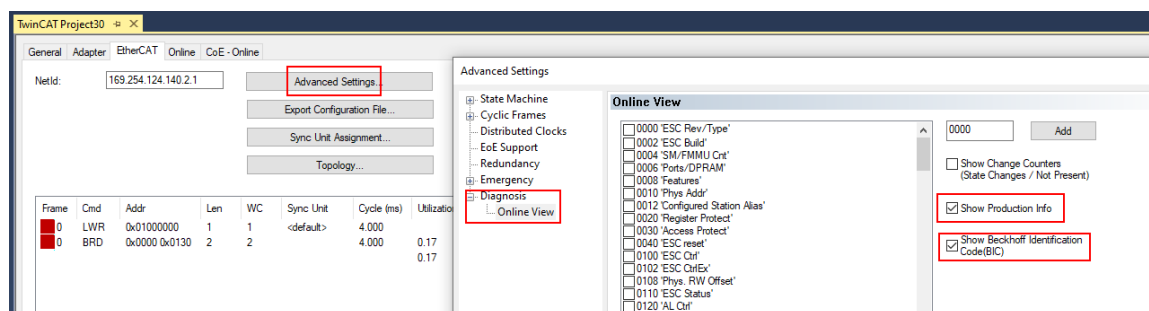 TwinCAT Project30
General Adapter EtherCAT Online CoE - Online
NetId:
169.254.124.140.2.1
Advanced Settings...
Export Configuration File...
Sync Unit Assignment...
Topology...
Frame Cmd Addr Len WC Sync Unit Cycle (ms) Utilizatio
0 LWR 0x01000000 1 1 <default> 4.000
0 BRD 0x0000 0x0130 2 2 4.000 0.17
0.17
Advanced Settings
State Machine
Cyclic Frames
Distributed Clocks
EoE Support
Redundancy
Emergency
Diagnosis
Online View
Online View
0000 'ESC Rev/Type'
0002 'ESC Build'
0004 'SM/FMMU Cnt'
0006 'Ports/DPRAM'
0008 'Features'
0010 'Phys Addr'
0012 'Configured Station Alias'
0020 'Register Protect'
0030 'Access Protect'
0040 'ESC reset'
0100 'ESC Ctrl'
0102 'ESC CtrlEx'
0108 'Phys. RW Offset'
0110 'ESC Status'
0120 'AL Ctrl'
0000
Add
Show Change Counters
(State Changes / Not Present)
Show Production Info
Show Beckhoff Identification
Code(BIC)